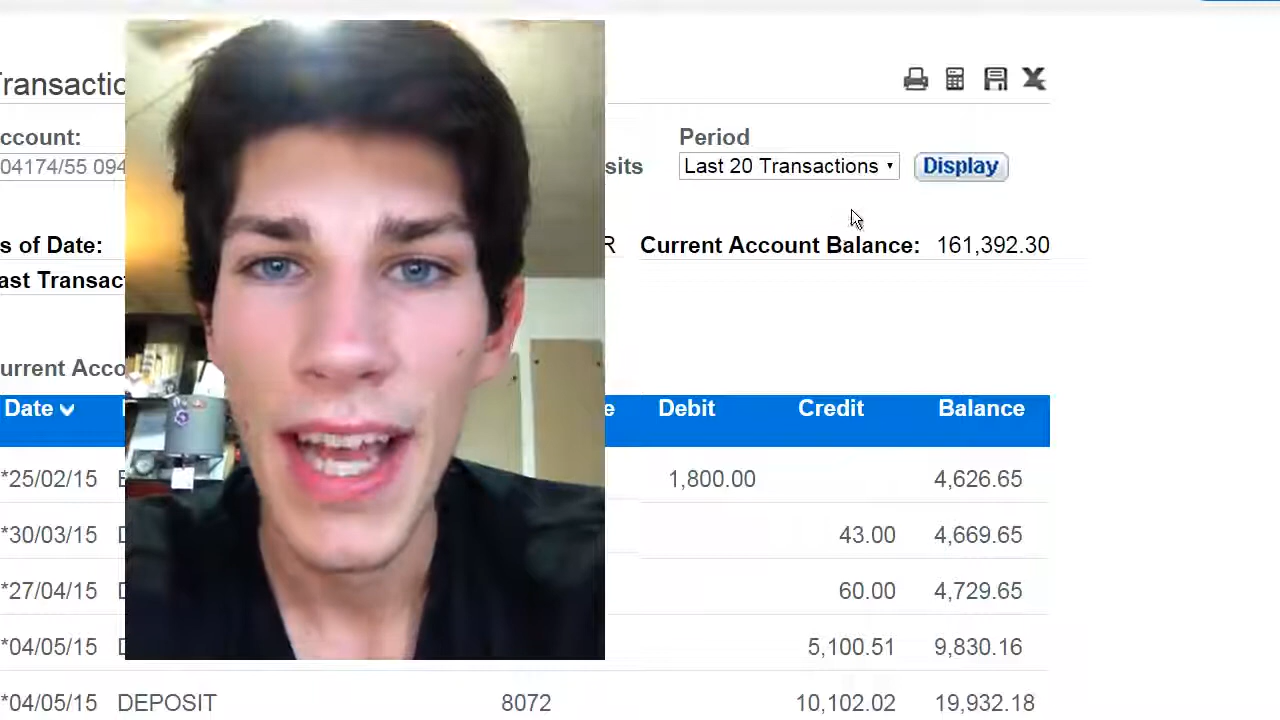 Transactio
Period
ccount:
04174/55 094
sits
Last 20 Transactions
Display
s of Date:
R
Current Account Balance: 161,392.30
ast Transact
urrent Acco
Date
e
Debit
Credit
Balance
*25/02/15
1,800.00
4,626.65
*30/03/15
43.00
4,669.65
*27/04/15
60.00
4,729.65
*04/05/15
5,100.51
9,830.16
*04/05/15
DEPOSIT
8072
10,102.02
19,932.18